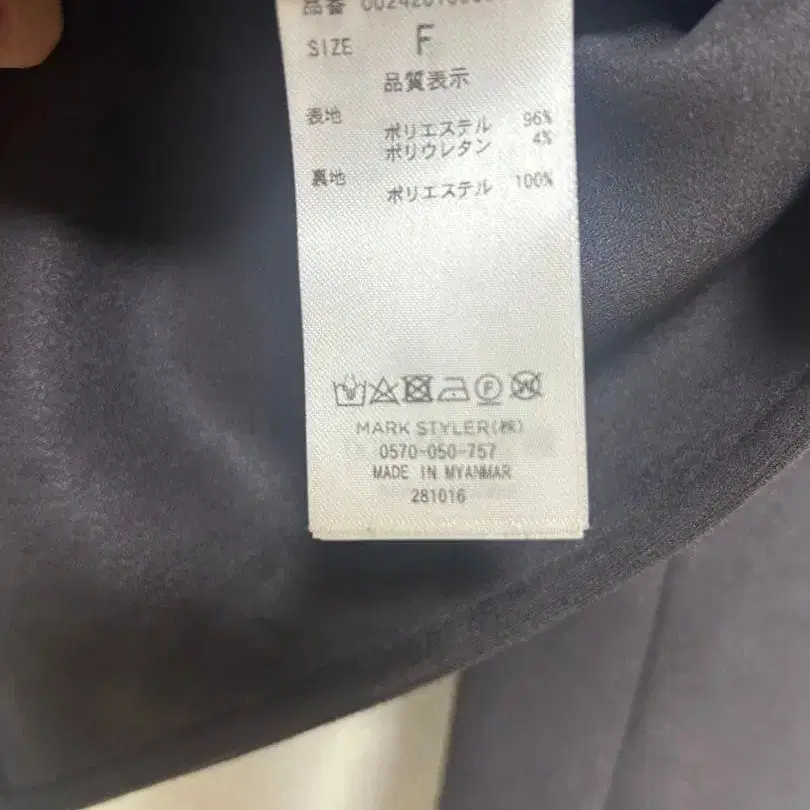 品番
SIZE F
品質表示
表地 ポリエステル 96%
ポリウレタン 4%
裏地 ポリエステル 100%
MARK STYLER(株)
0570-050-757
MADE IN MYANMAR
281016